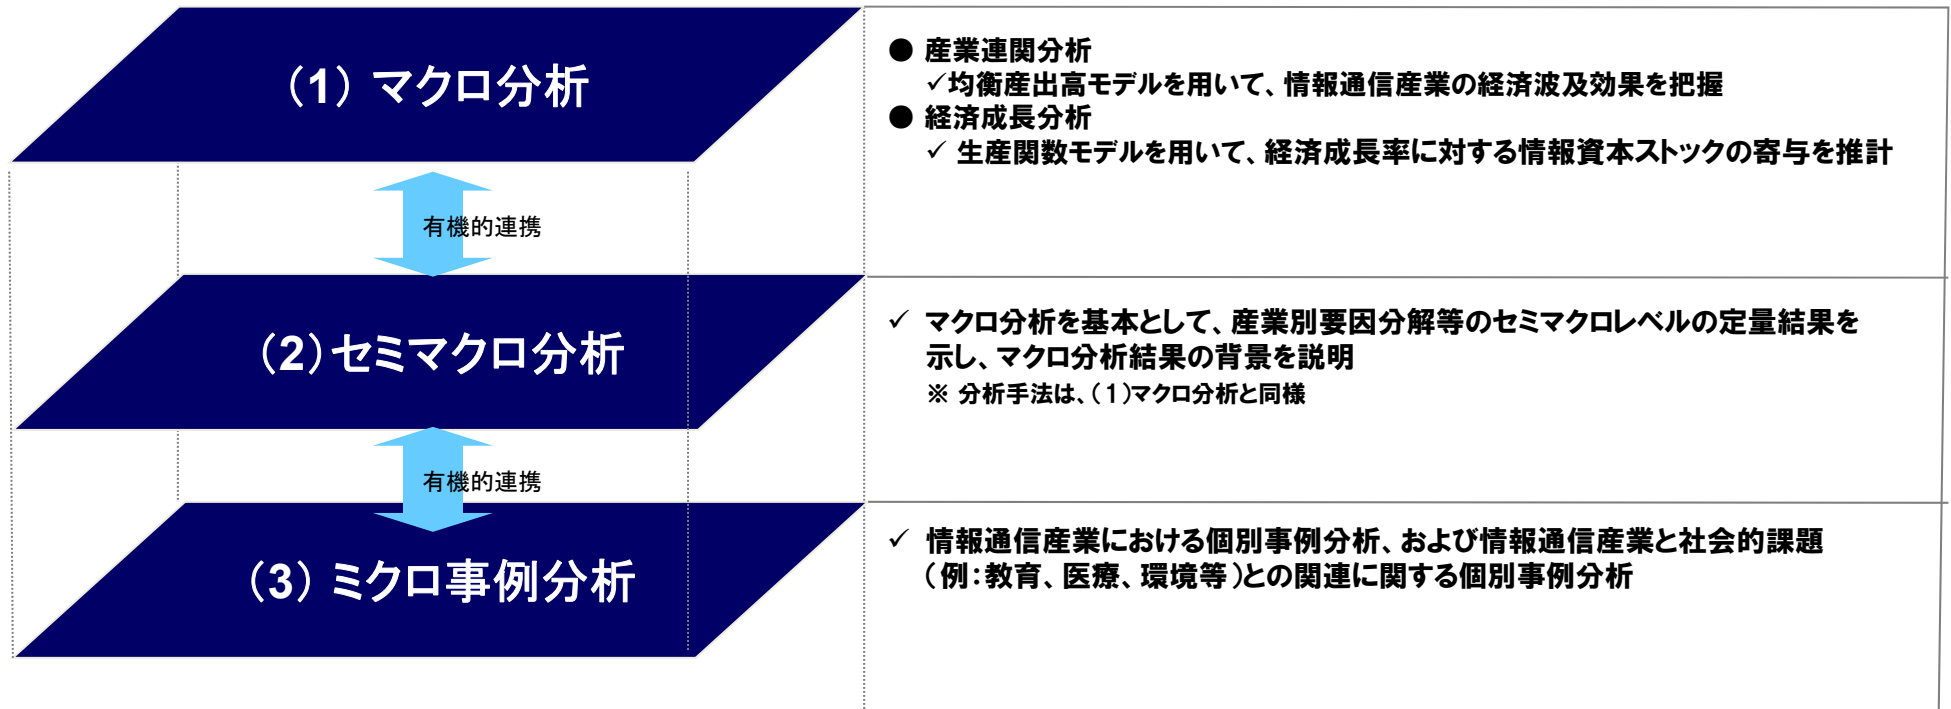 （1） マクロ分析
● 産業連関分析
✓均衡産出高モデルを用いて、情報通信産業の経済波及効果を把握
● 経済成長分析
✓ 生産関数モデルを用いて、経済成長率に対する情報資本ストックの寄与を推計
有機的連携
（2）セミマクロ分析
✓ マクロ分析を基本として、産業別要因分解等のセミマクロレベルの定量結果を
示し、マクロ分析結果の背景を説明
※ 分析手法は、（１）マクロ分析と同様
有機的連携
（3） ミクロ事例分析
✓ 情報通信産業における個別事例分析、および情報通信産業と社会的課題
（例：教育、医療、環境等）との関連に関する個別事例分析